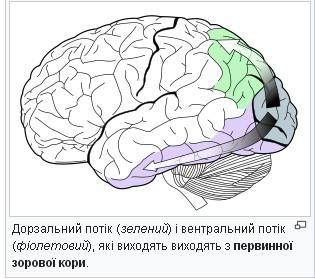 Дорзальний потік (зелений) і вентральний потік
(фіолетовий), які виходять виходять з первинної
зорової кори.